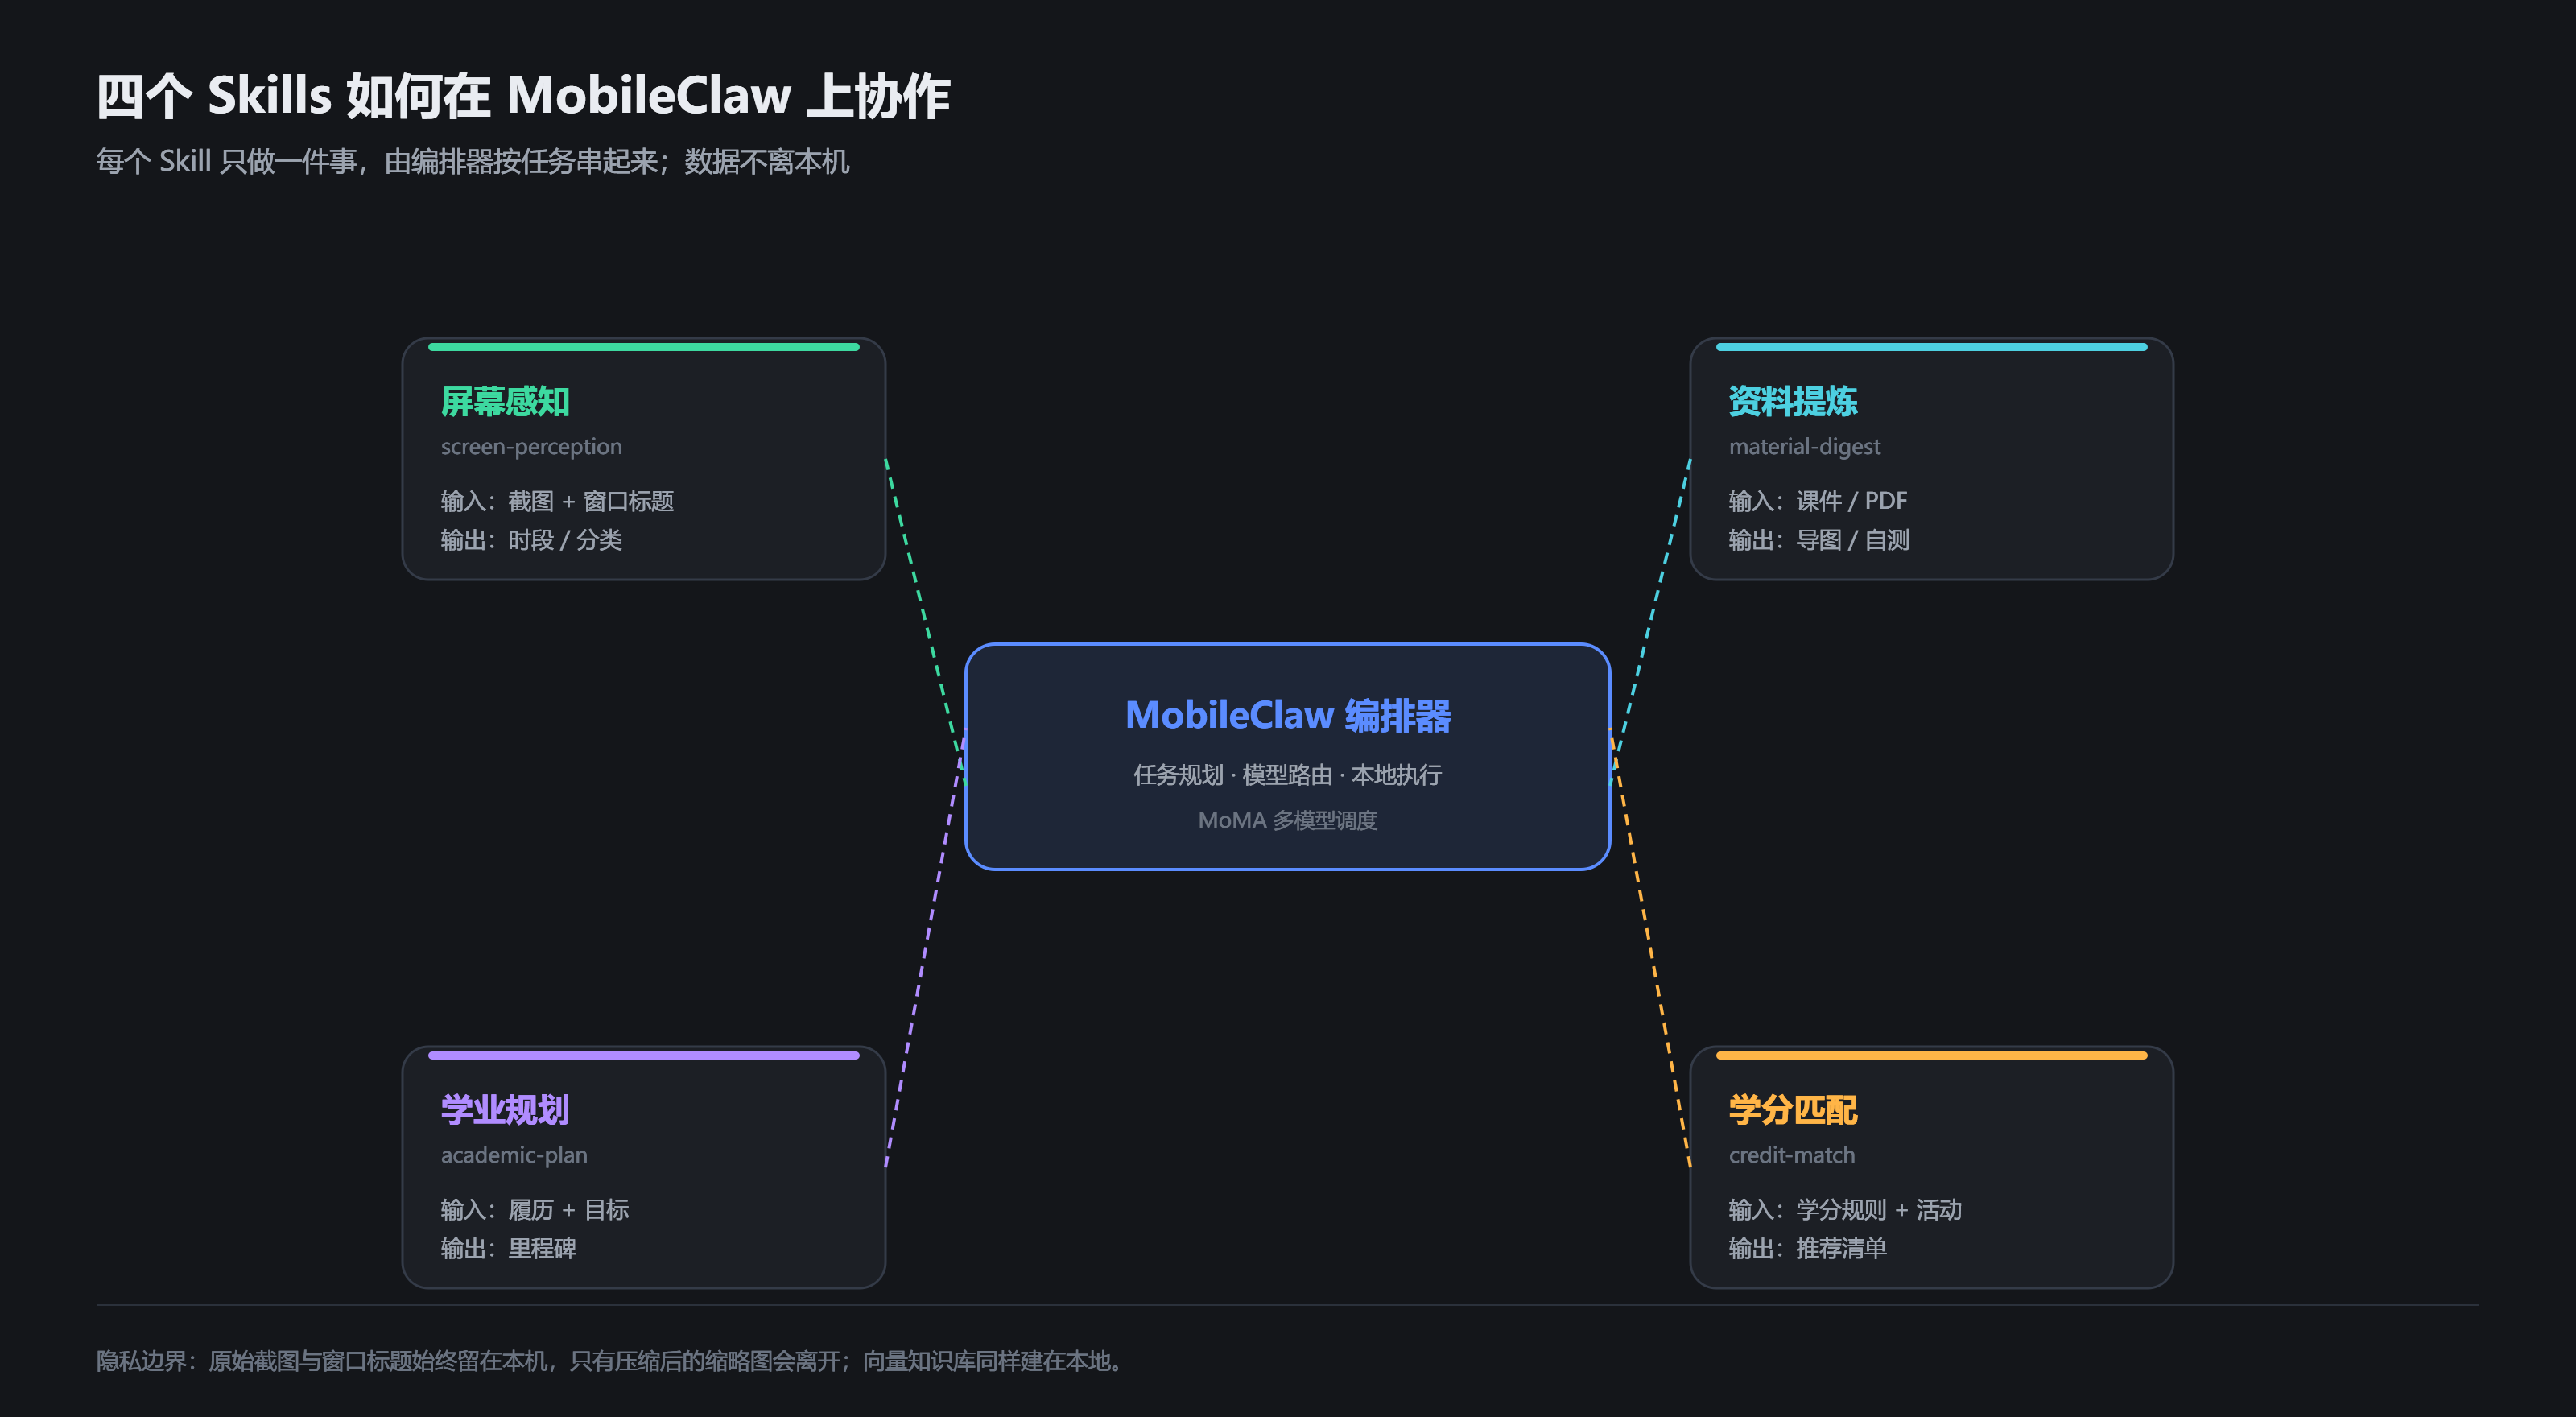 四个 Skills 如何在 MobileClaw 上协作
每个 Skill 只做一件事，由编排器按任务串起来；数据不离本机
屏幕感知
screen-perception
输入：截图 + 窗口标题
输出：时段 / 分类
资料提炼
material-digest
输入：课件 / PDF
输出：导图 / 自测
MobileClaw 编排器
任务规划 · 模型路由 · 本地执行
MoMA 多模型调度
学业规划
academic-plan
输入：履历 + 目标
输出：里程碑
学分匹配
credit-match
输入：学分规则 + 活动
输出：推荐清单
隐私边界：原始截图与窗口标题始终留在本机，只有压缩后的缩略图会离开；向量知识库同样建在本地。